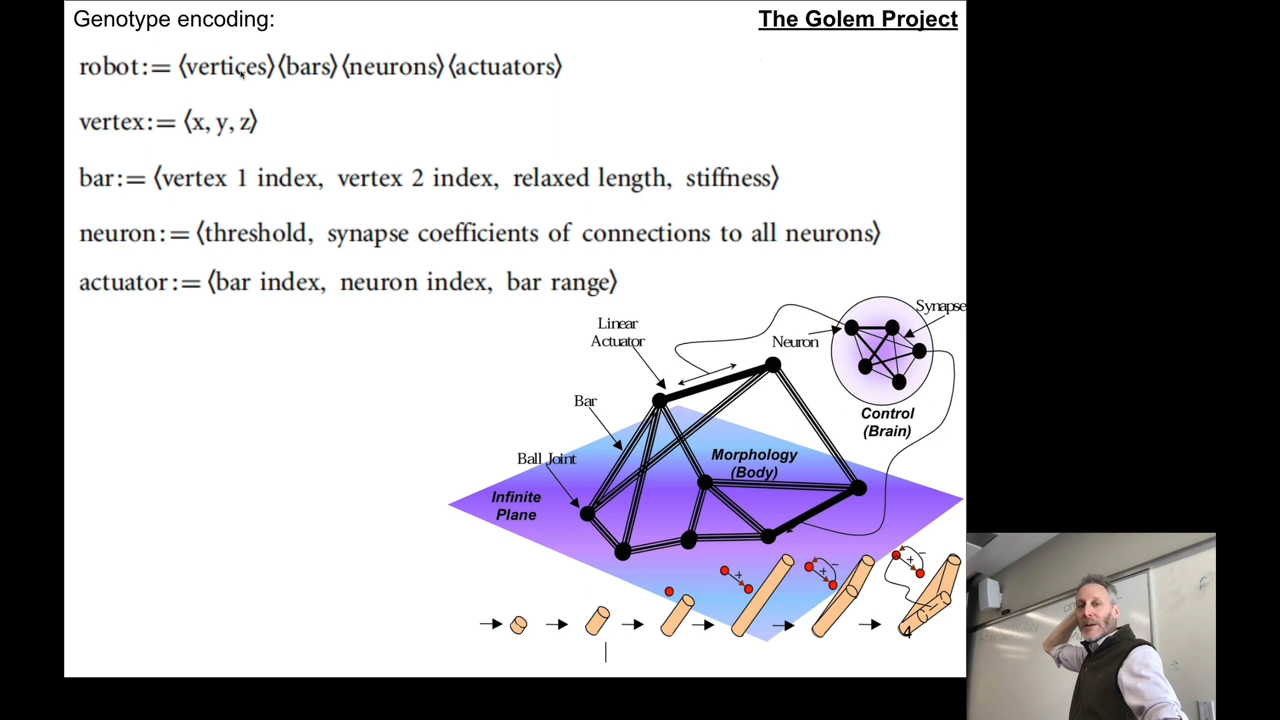 Genotype encoding:
The Golem Project
robot:= ⟨vertices⟩⟨bars⟩⟨neurons⟩⟨actuators⟩
vertex:= ⟨x, y, z⟩
bar:= ⟨vertex 1 index, vertex 2 index, relaxed length, stiffness⟩
neuron:= ⟨threshold, synapse coefficients of connections to all neurons⟩
actuator:= ⟨bar index, neuron index, bar range⟩
Synapse
Linear
Actuator
Neuron
Bar
Control
(Brain)
Ball Joint
Morphology
(Body)
Infinite
Plane
+
+
−
+
−
4